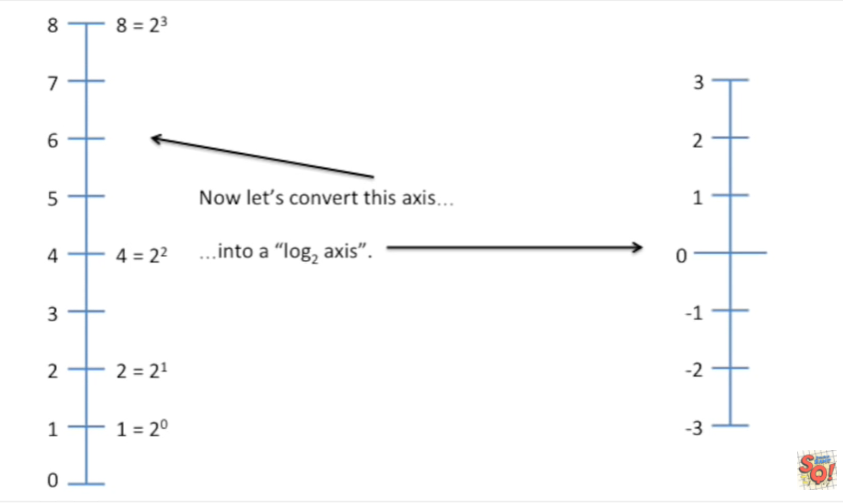 8 8 = 2³
7
6
5
4 4 = 2²
3
2 2 = 2¹
1 1 = 2⁰
0
Now let's convert this axis…
…into a “log₂ axis”.
3
2
1
0
-1
-2
-3
SQ!